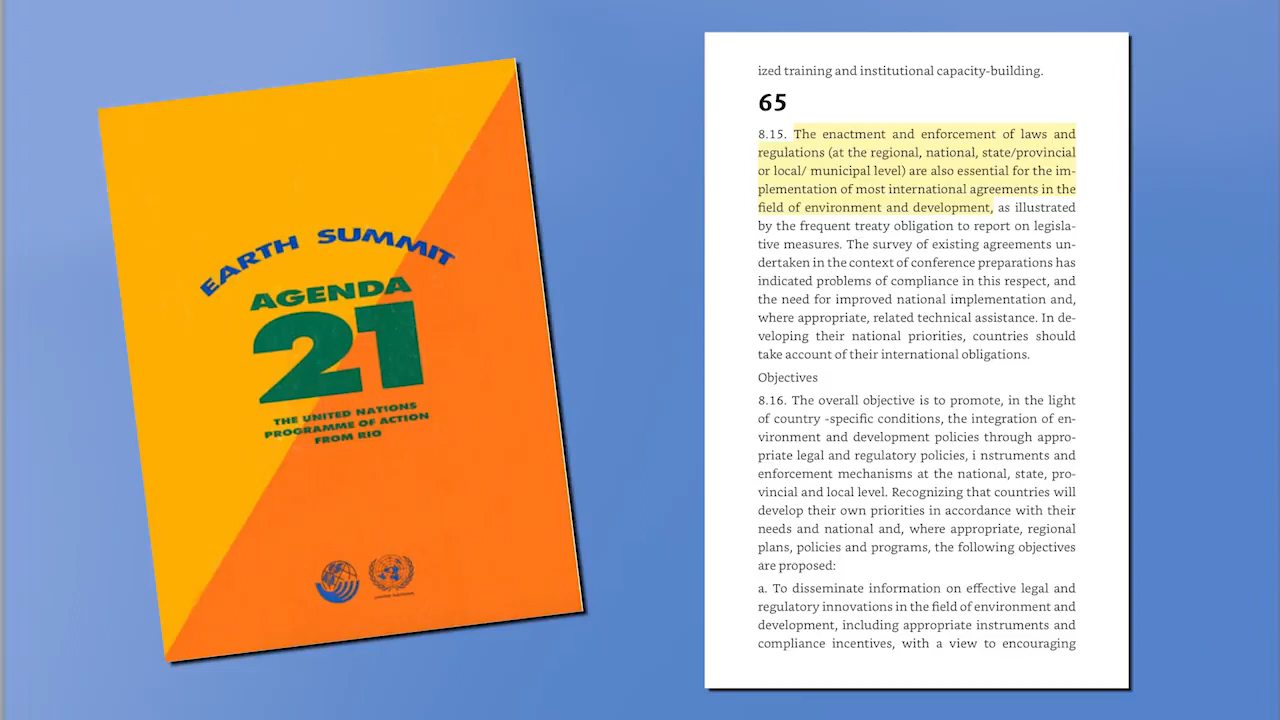 EARTH SUMMIT
AGENDA
21
THE UNITED NATIONS
PROGRAMME OF ACTION
FROM RIO
UNITED NATIONS
ized training and institutional capacity-building.
65
8.15. The enactment and enforcement of laws and
regulations (at the regional, national, state/provincial
or local/ municipal level) are also essential for the im-
plementation of most international agreements in the
field of environment and development, as illustrated
by the frequent treaty obligation to report on legisla-
tive measures. The survey of existing agreements un-
dertaken in the context of conference preparations has
indicated problems of compliance in this respect, and
the need for improved national implementation and,
where appropriate, related technical assistance. In de-
veloping their national priorities, countries should
take account of their international obligations.
Objectives
8.16. The overall objective is to promote, in the light
of country -specific conditions, the integration of en-
vironment and development policies through appro-
priate legal and regulatory policies, i nstruments and
enforcement mechanisms at the national, state, pro-
vincial and local level. Recognizing that countries will
develop their own priorities in accordance with their
needs and national and, where appropriate, regional
plans, policies and programs, the following objectives
are proposed:
a. To disseminate information on effective legal and
regulatory innovations in the field of environment and
development, including appropriate instruments and
compliance incentives, with a view to encouraging